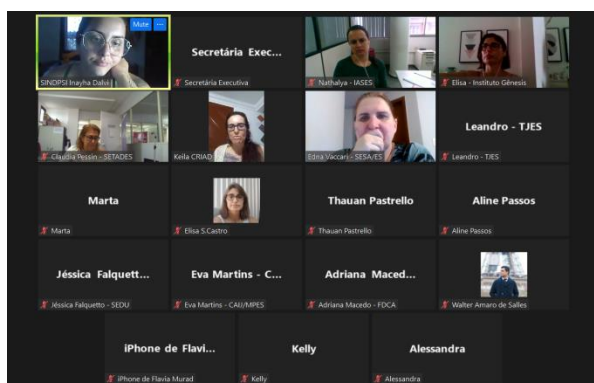 Mute ...
SINDPSI Inayha Dalvi
Secretária Exec...
Secretária Executiva
Nathalya - IASES
Elisa - Instituto Gênesis
Claudia Pessin - SETADES
Keila CRIAD
Edna Vaccari - SESA/ES
Leandro - TJES
Leandro - TJES
Marta
Marta
Elisa S.Castro
Thauan Pastrello
Thauan Pastrello
Aline Passos
Aline Passos
Jéssica Falquett...
Jéssica Falquetto - SEDU
Eva Martins - C...
Eva Martins - CAIJ/MPES
Adriana Maced...
Adriana Macedo - FDCA
Walter Amaro de Salles
iPhone de Flavi...
iPhone de Flavia Murad
Kelly
Kelly
Alessandra
Alessandra